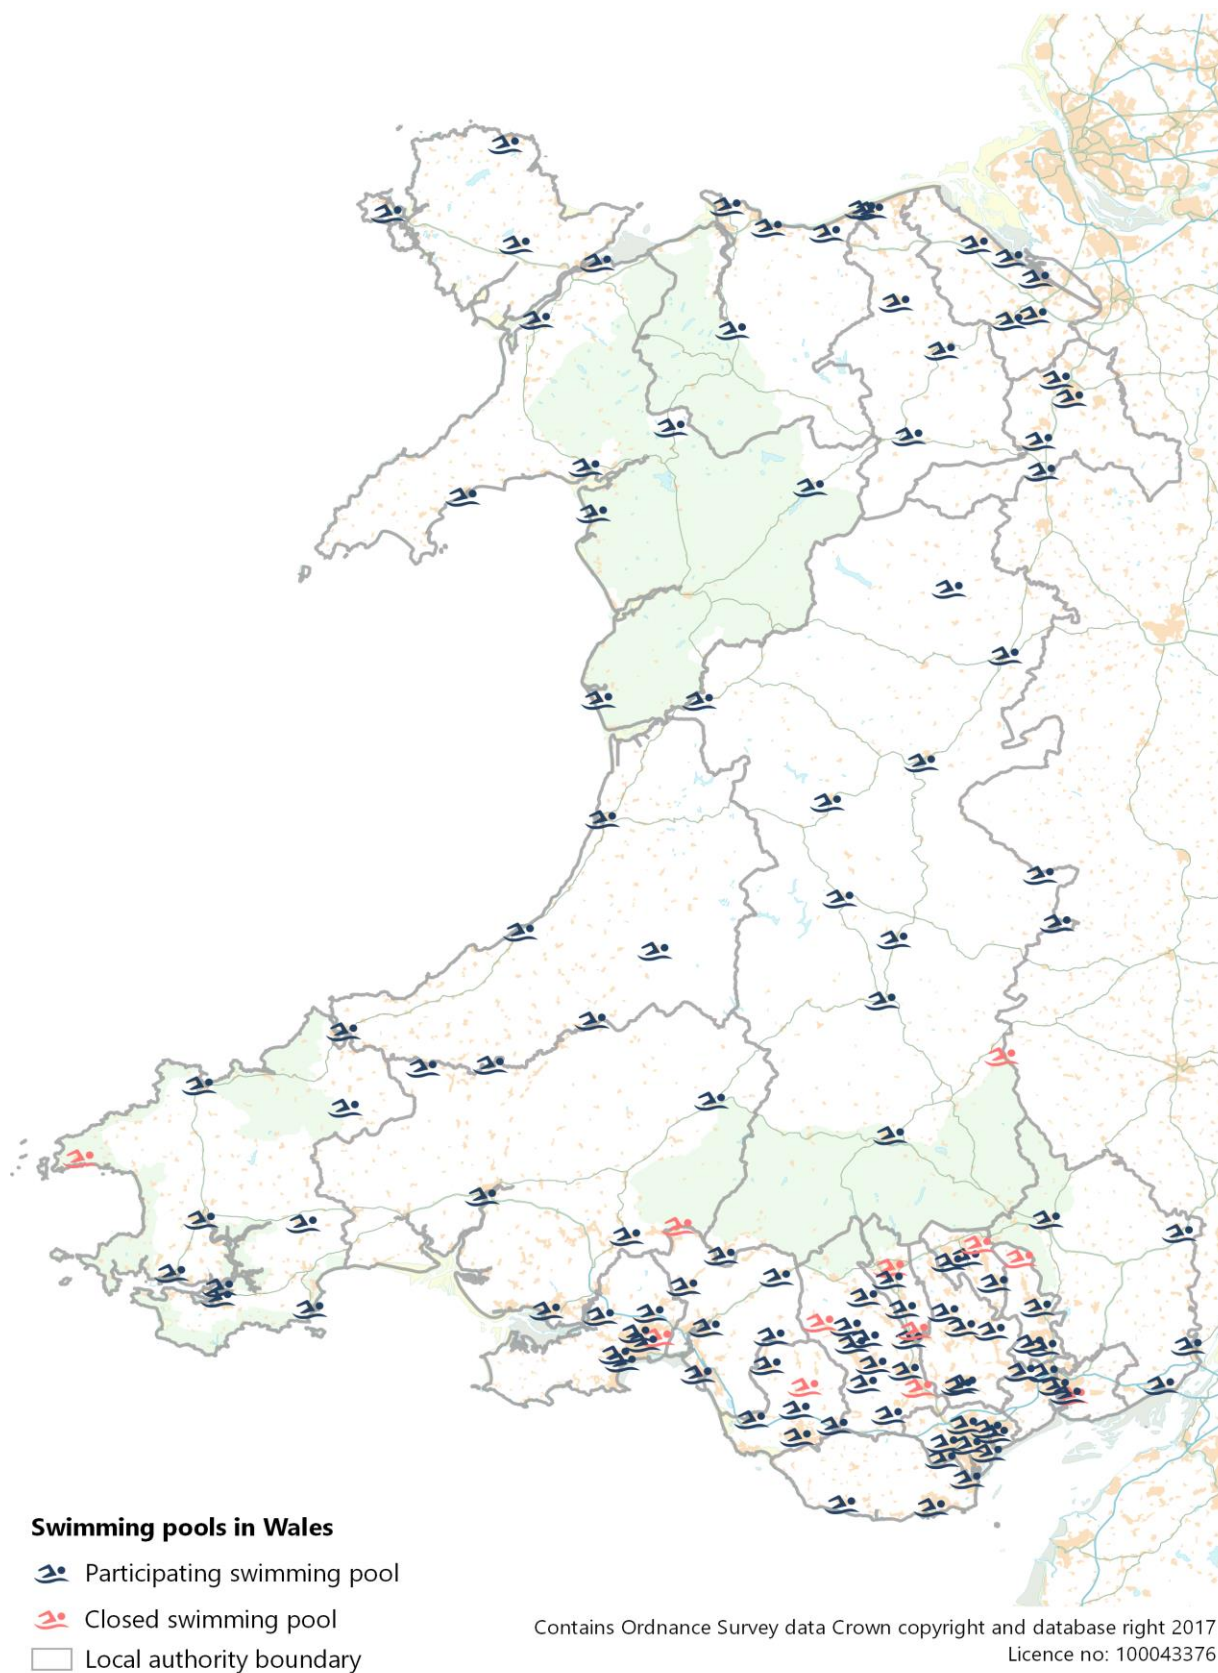 Swimming pools in Wales
Participating swimming pool
Closed swimming pool
Local authority boundary
Contains Ordnance Survey data Crown copyright and database right 2017
Licence no: 100043376